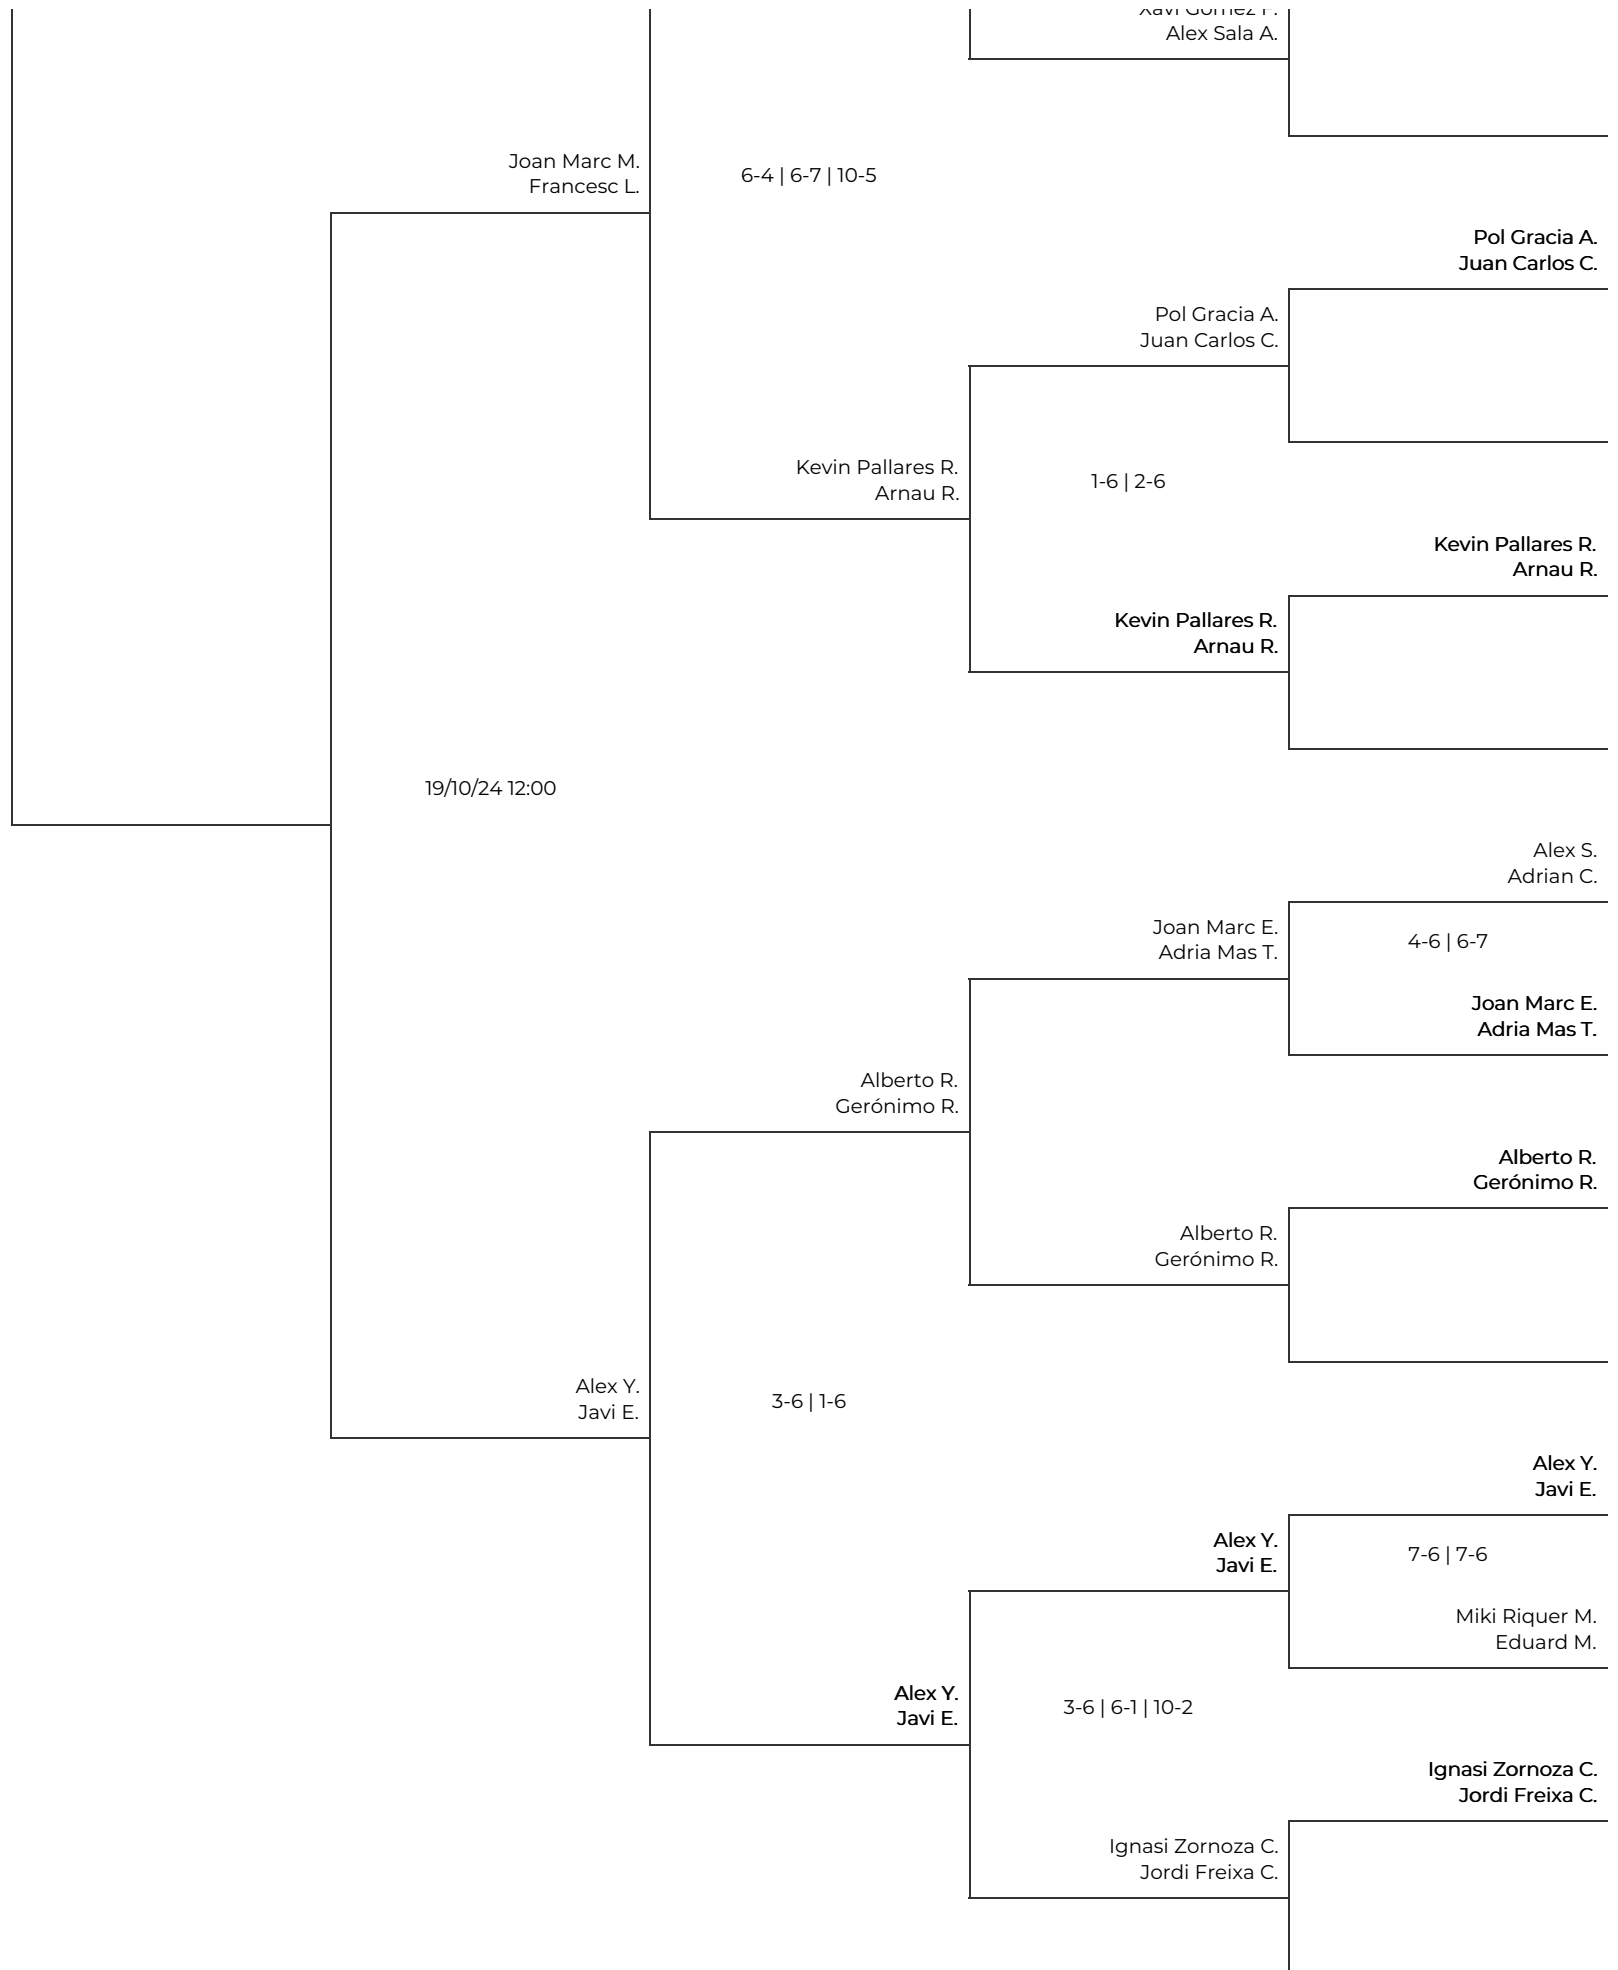 Alex Sala A.
Joan Marc M.
Francesc L.
6-4 | 6-7 | 10-5
Pol Gracia A.
Juan Carlos C.
Pol Gracia A.
Juan Carlos C.
Kevin Pallares R.
Arnau R.
1-6 | 2-6
Kevin Pallares R.
Arnau R.
Kevin Pallares R.
Arnau R.
19/10/24 12:00
Alex S.
Adrian C.
Joan Marc E.
Adria Mas T.
4-6 | 6-7
Joan Marc E.
Adria Mas T.
Alberto R.
Gerónimo R.
Alberto R.
Gerónimo R.
Alberto R.
Gerónimo R.
Alex Y.
Javi E.
3-6 | 1-6
Alex Y.
Javi E.
Alex Y.
Javi E.
7-6 | 7-6
Miki Riquer M.
Eduard M.
Alex Y.
Javi E.
3-6 | 6-1 | 10-2
Ignasi Zornoza C.
Jordi Freixa C.
Ignasi Zornoza C.
Jordi Freixa C.